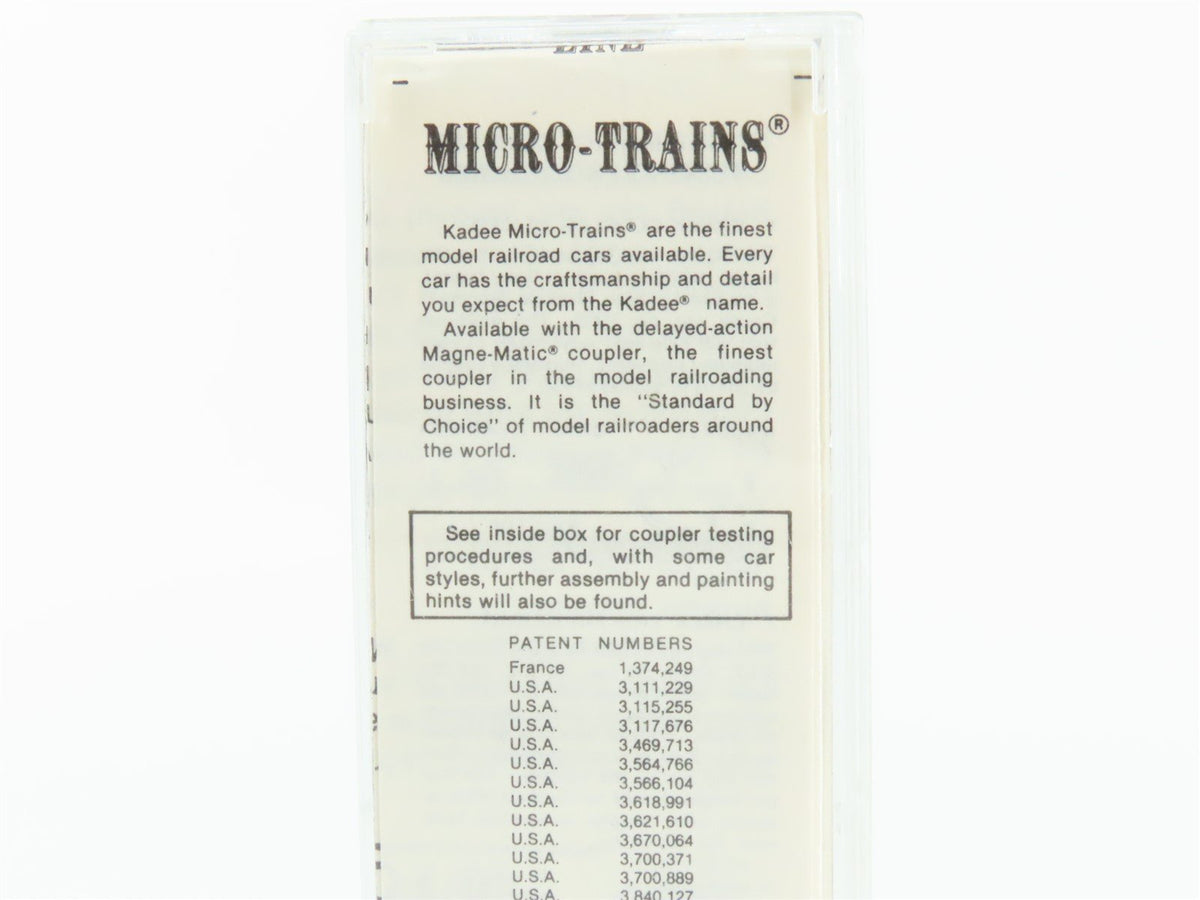 LINE
MICRO-TRAINS®
Kadee Micro-Trains® are the finest
model railroad cars available. Every
car has the craftsmanship and detail
you expect from the Kadee® name.
Available with the delayed-action
Magne-Matic® coupler, the finest
coupler in the model railroading
business. It is the "Standard by
Choice" of model railroaders around
the world.
See inside box for coupler testing
procedures and, with some car
styles, further assembly and painting
hints will also be found.
PATENT NUMBERS
France 1,374,249
U.S.A. 3,111,229
U.S.A. 3,115,255
U.S.A. 3,117,676
U.S.A. 3,469,713
U.S.A. 3,564,766
U.S.A. 3,566,104
U.S.A. 3,618,991
U.S.A. 3,621,610
U.S.A. 3,670,064
U.S.A. 3,700,371
U.S.A. 3,700,889
U.S.A. 3,840,127